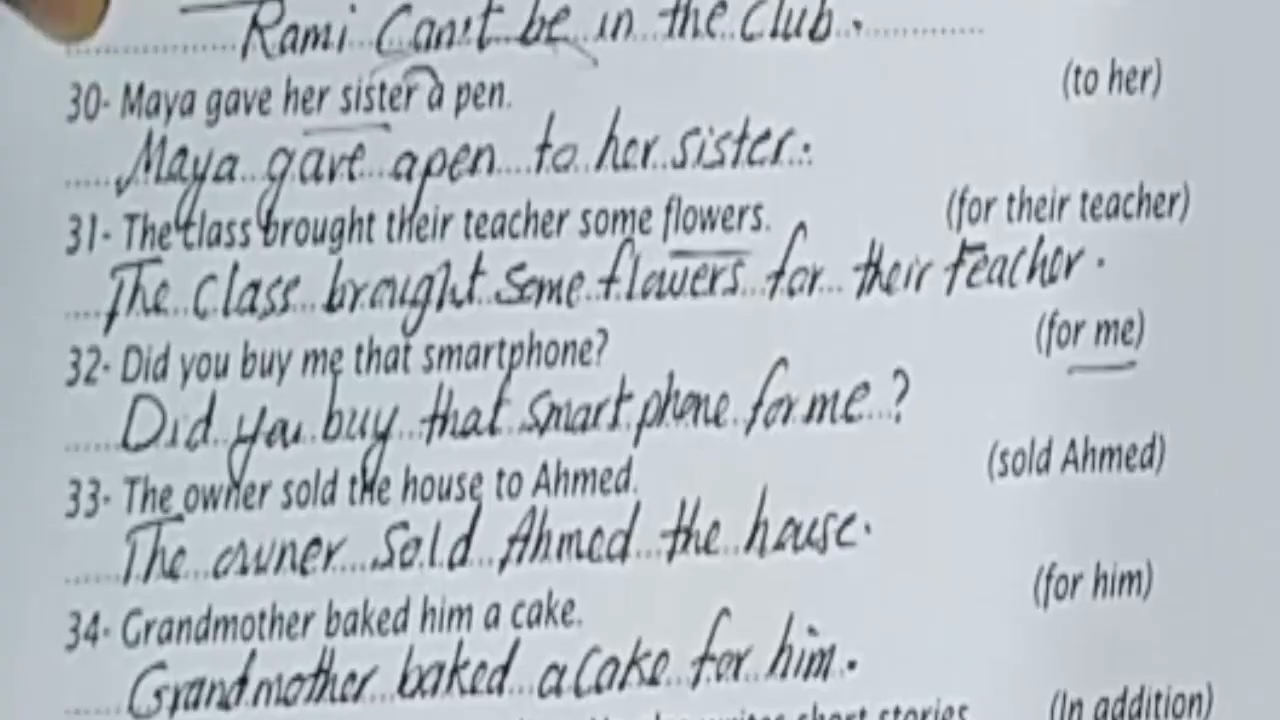 Rami Can't be in the Club.
30- Maya gave her sister a pen. (to her)
Maya gave apen to her sister.
31- The class brought their teacher some flowers. (for their teacher)
The Class brought Some flowers for their teacher.
32- Did you buy me that smartphone? (for me)
Did you buy that Smart phone for me ?
33- The owner sold the house to Ahmed. (sold Ahmed)
The owner Sold Ahmed the house.
34- Grandmother baked him a cake. (for him)
Grandmother baked a Cake for him.
writes short stories (In addition)